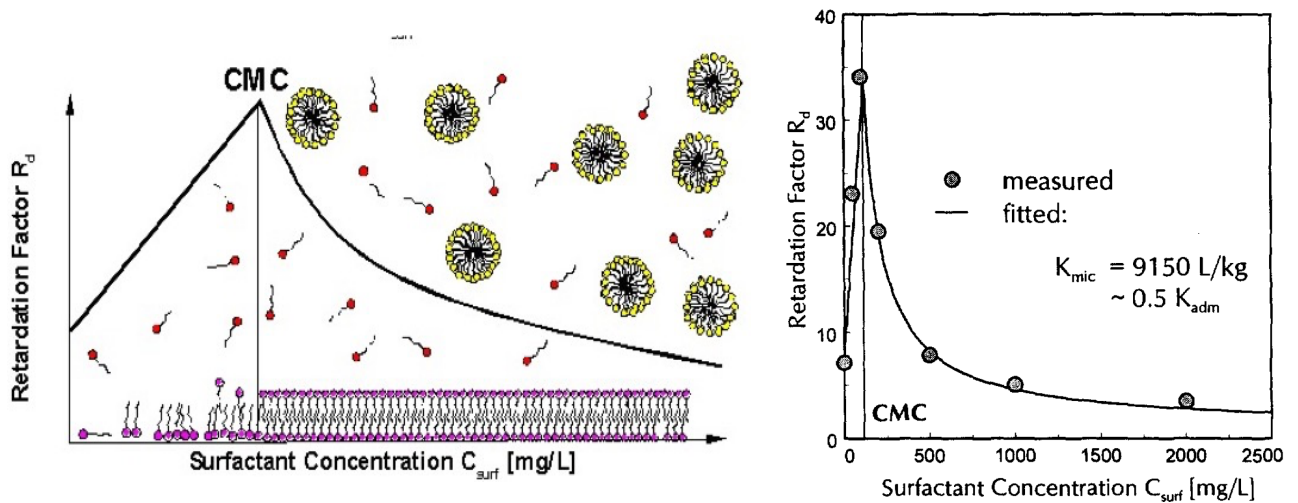 CMC
Retardation Factor R_d
Surfactant Concentration C_surf [mg/L]
40
30
20
10
0
Retardation Factor R_d
measured
fitted:
K_mic = 9150 L/kg
~ 0.5 K_adm
CMC
0 500 1000 1500 2000 2500
Surfactant Concentration C_surf [mg/L]